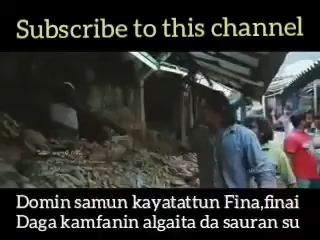 Subscribe to this channel
Domin samun kayatattun Fina,finai
Daga kamfanin algaita da sauran su